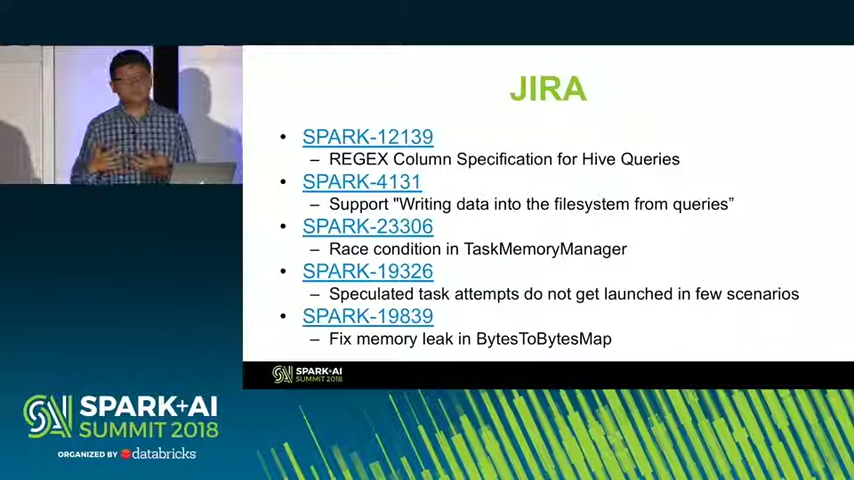 JIRA
• SPARK-12139
– REGEX Column Specification for Hive Queries
• SPARK-4131
– Support "Writing data into the filesystem from queries”
• SPARK-23306
– Race condition in TaskMemoryManager
• SPARK-19326
– Speculated task attempts do not get launched in few scenarios
• SPARK-19839
– Fix memory leak in BytesToBytesMap
SPARK+AI
SUMMIT 2018
SPARK+AI
SUMMIT 2018
ORGANIZED BY databricks